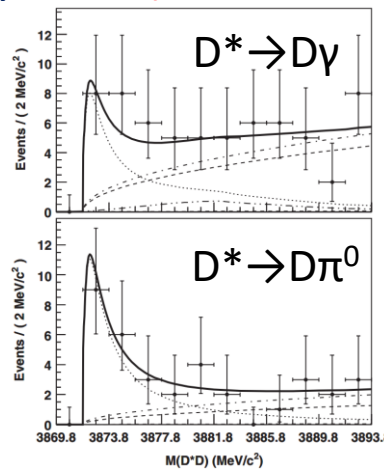 D*→Dγ
Events / ( 2 MeV/c² )
12
10
8
6
4
2
0
D*→Dπ⁰
Events / ( 2 MeV/c² )
12
10
8
6
4
2
0
3869.8 3873.8 3877.8 3881.8 3885.8 3889.8 3893.8
M(D*D) (MeV/c²)